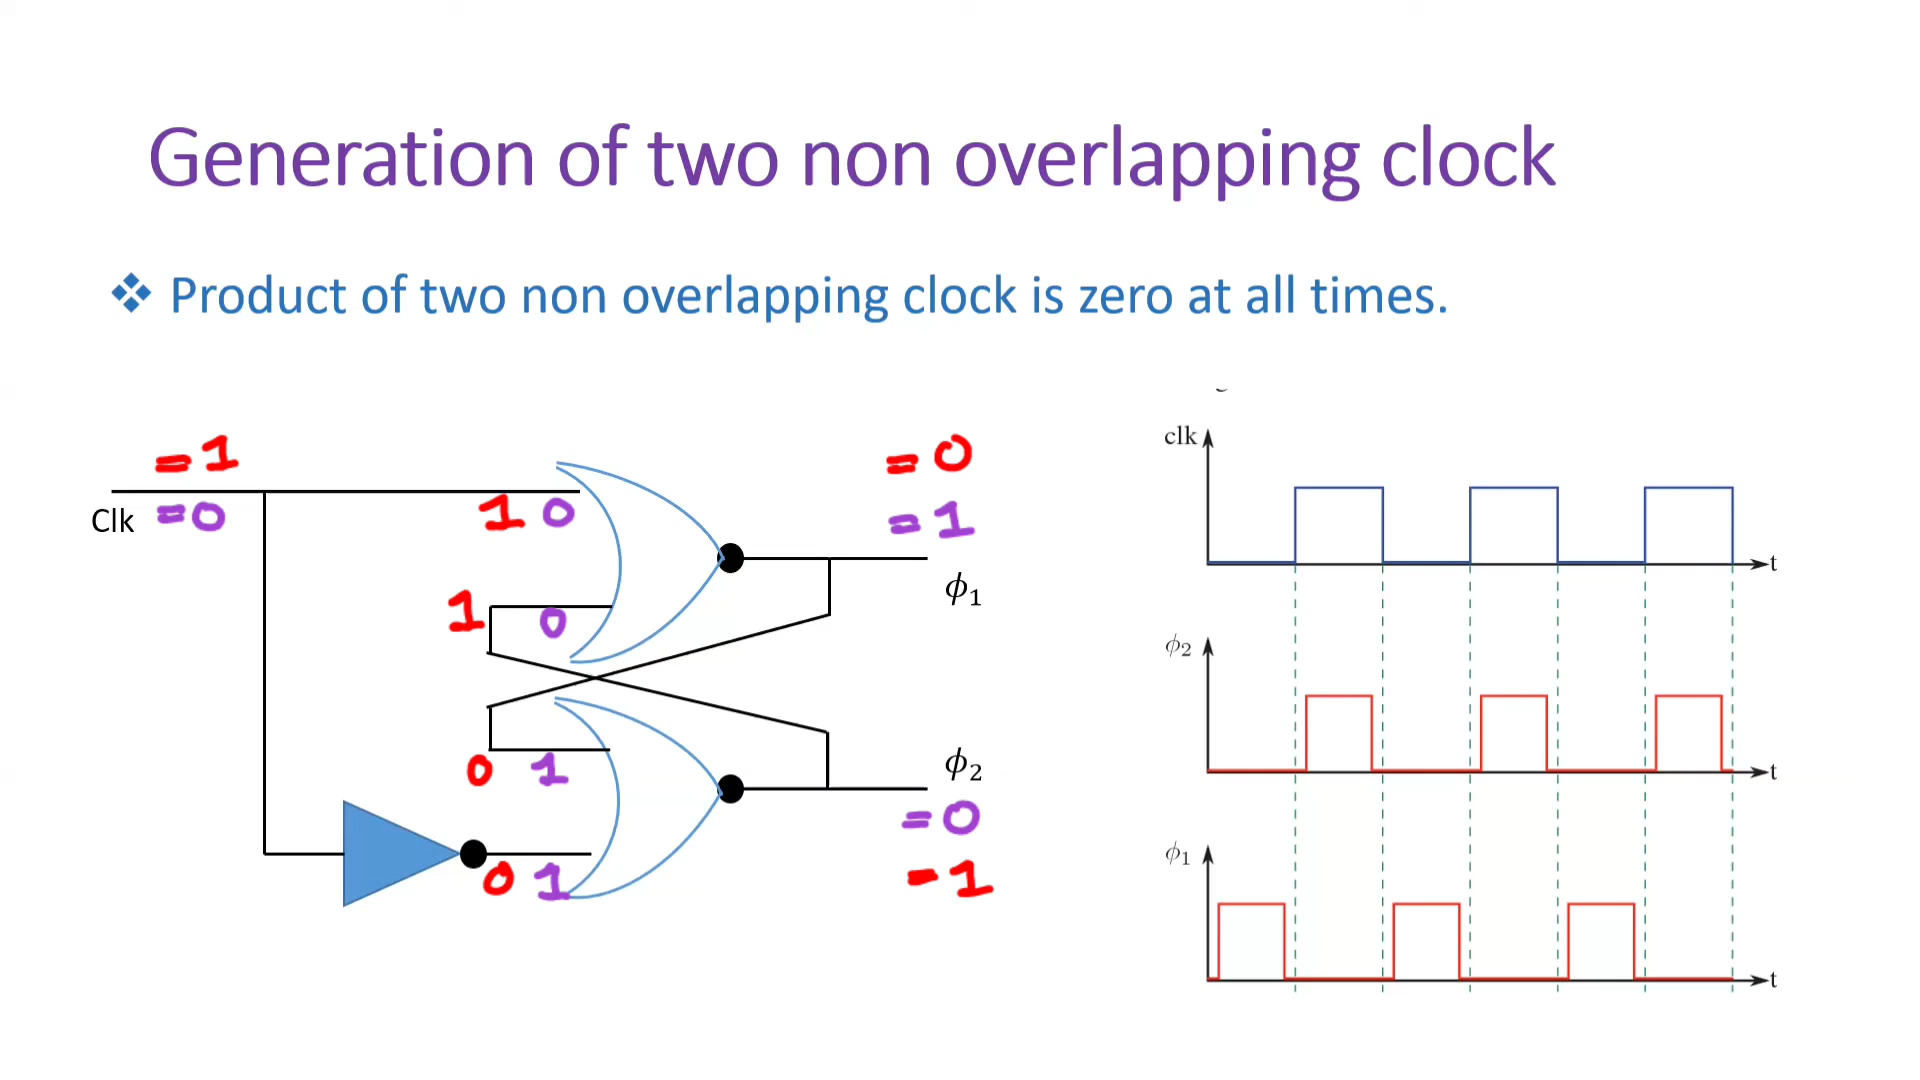 Generation of two non overlapping clock
❖ Product of two non overlapping clock is zero at all times.
=1
Clk =0
1 0
1 0
0 1
0 1
=0
=1
ϕ1
ϕ2
=0
-1
clk
t
ϕ2
t
ϕ1
t